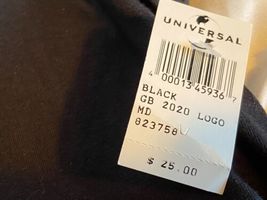 UNIVERSAL
4 00013 45936 7
BLACK
GB 2020 LOGO
MD
823758
$ 25.00